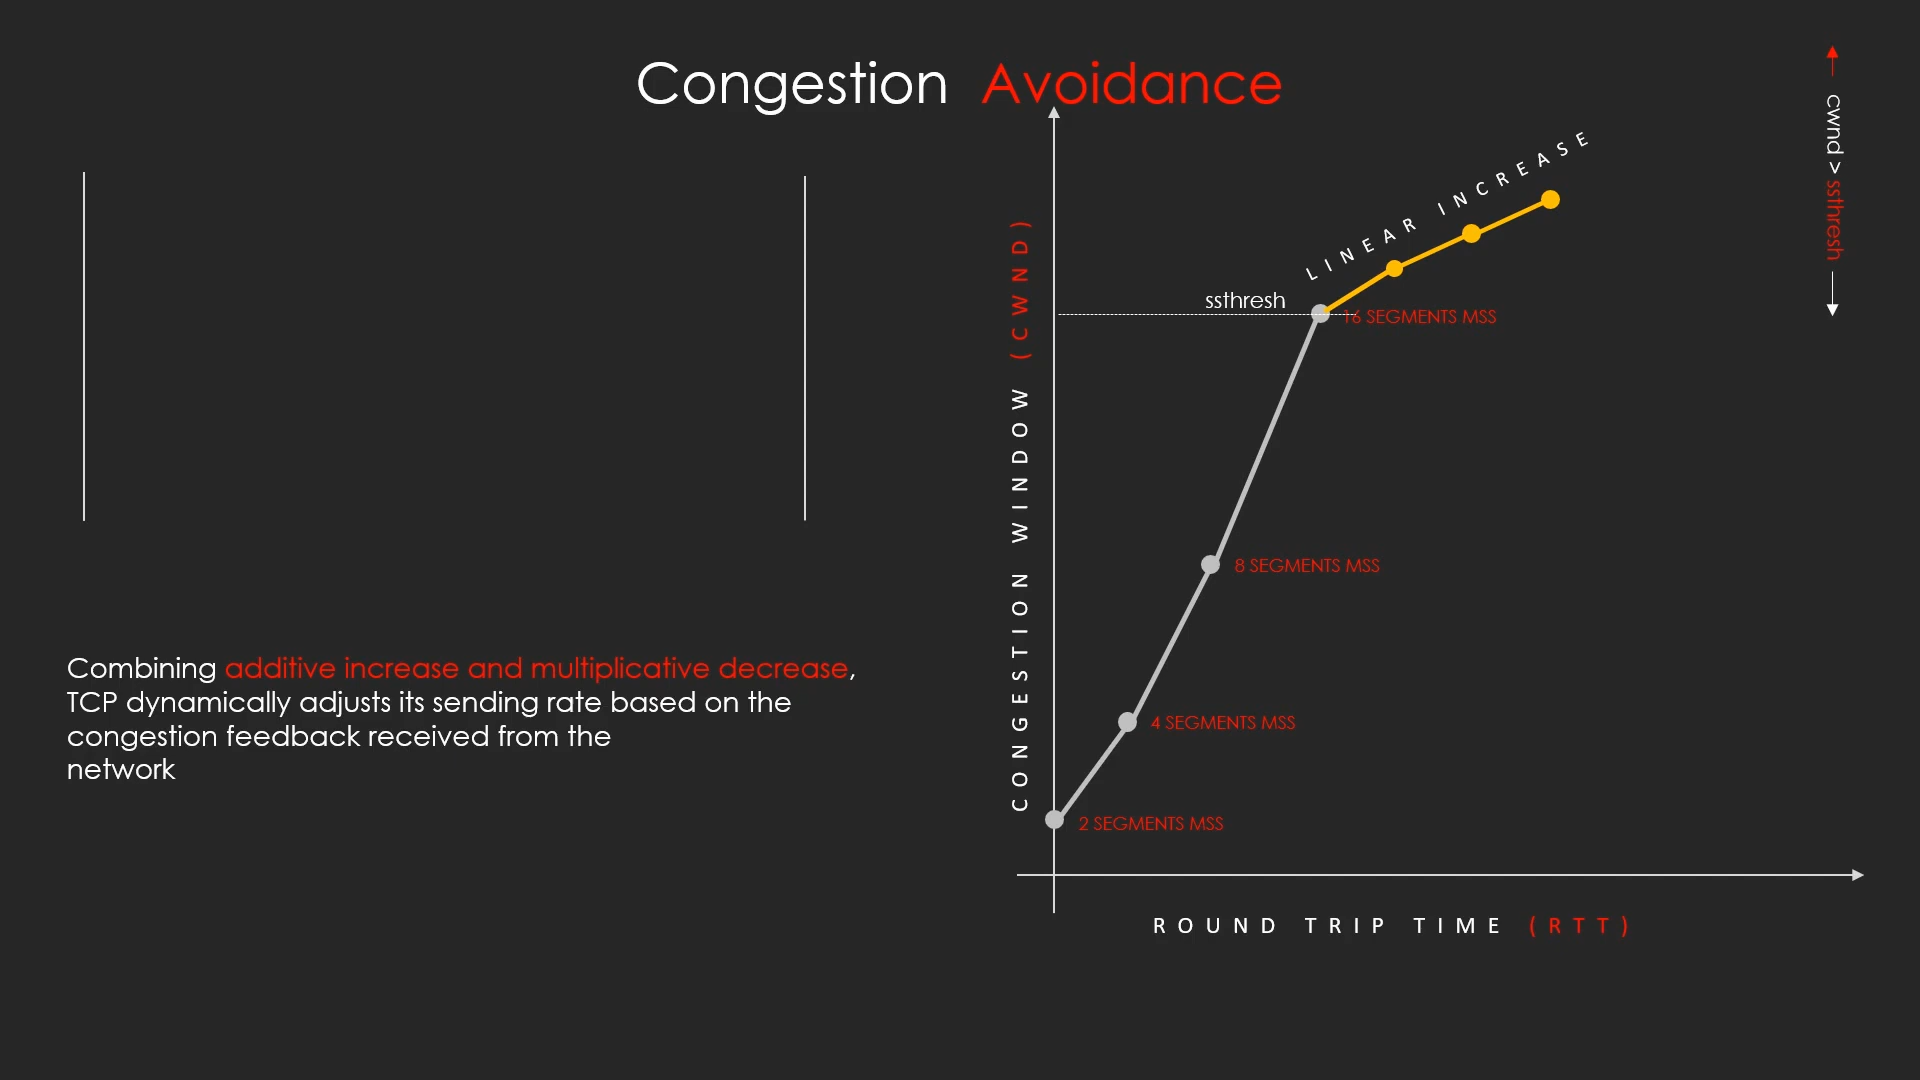 Congestion Avoidance
Combining additive increase and multiplicative decrease,
TCP dynamically adjusts its sending rate based on the
congestion feedback received from the
network
CONGESTION WINDOW (CWND)
LINEAR INCREASE
ssthresh
16 SEGMENTS MSS
8 SEGMENTS MSS
4 SEGMENTS MSS
2 SEGMENTS MSS
ROUND TRIP TIME (RTT)
cwnd > ssthresh